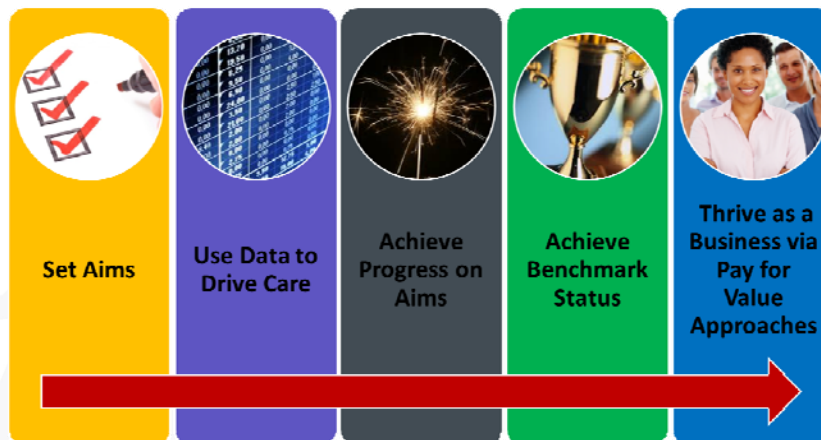 Set Aims
Use Data to
Drive Care
Achieve
Progress on
Aims
Achieve
Benchmark
Status
Thrive as a
Business via
Pay for
Value
Approaches